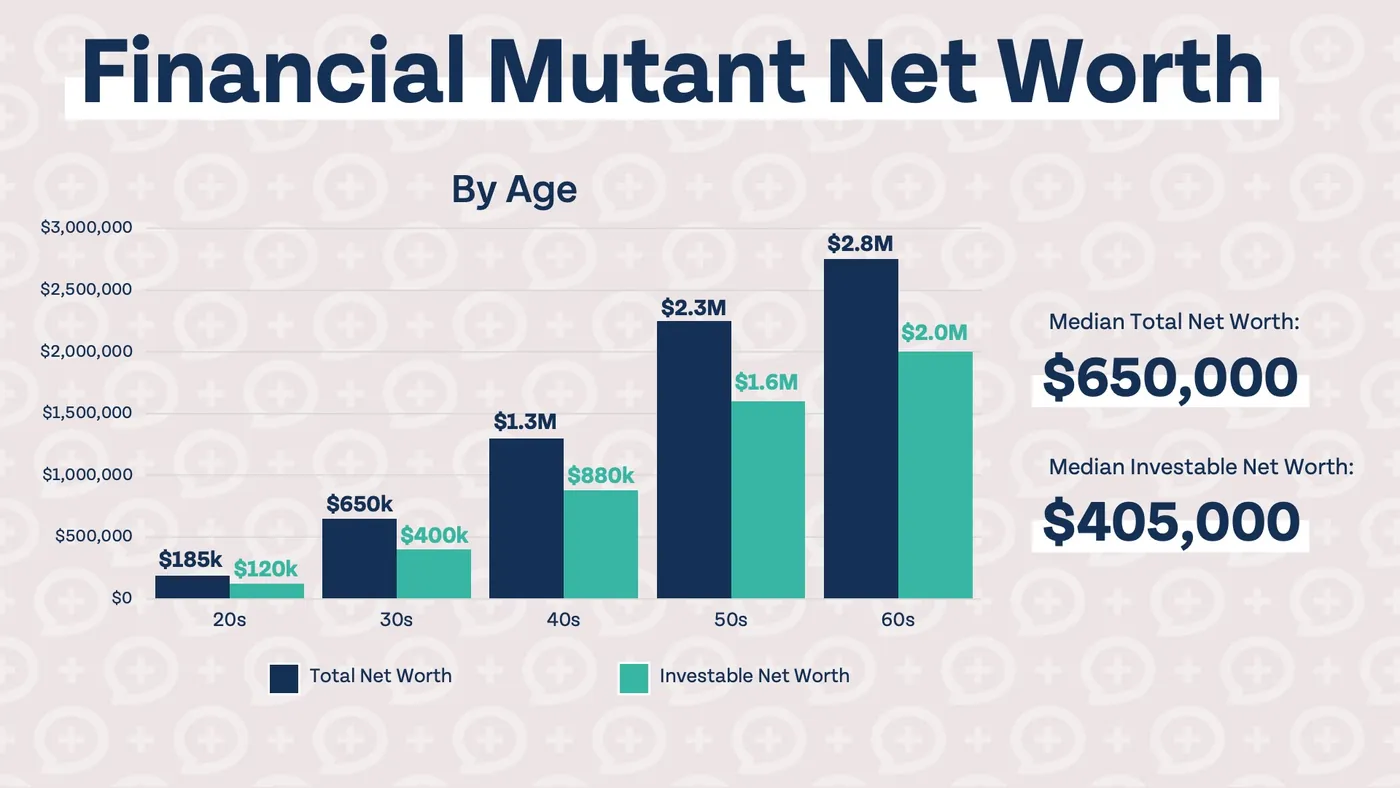 Financial Mutant Net Worth
By Age
$3,000,000
$2,500,000
$2,000,000
$1,500,000
$1,000,000
$500,000
$0
$185k
$120k
$650k
$400k
$1.3M
$880k
$2.3M
$1.6M
$2.8M
$2.0M
20s
30s
40s
50s
60s
Total Net Worth
Investable Net Worth
Median Total Net Worth:
$650,000
Median Investable Net Worth:
$405,000